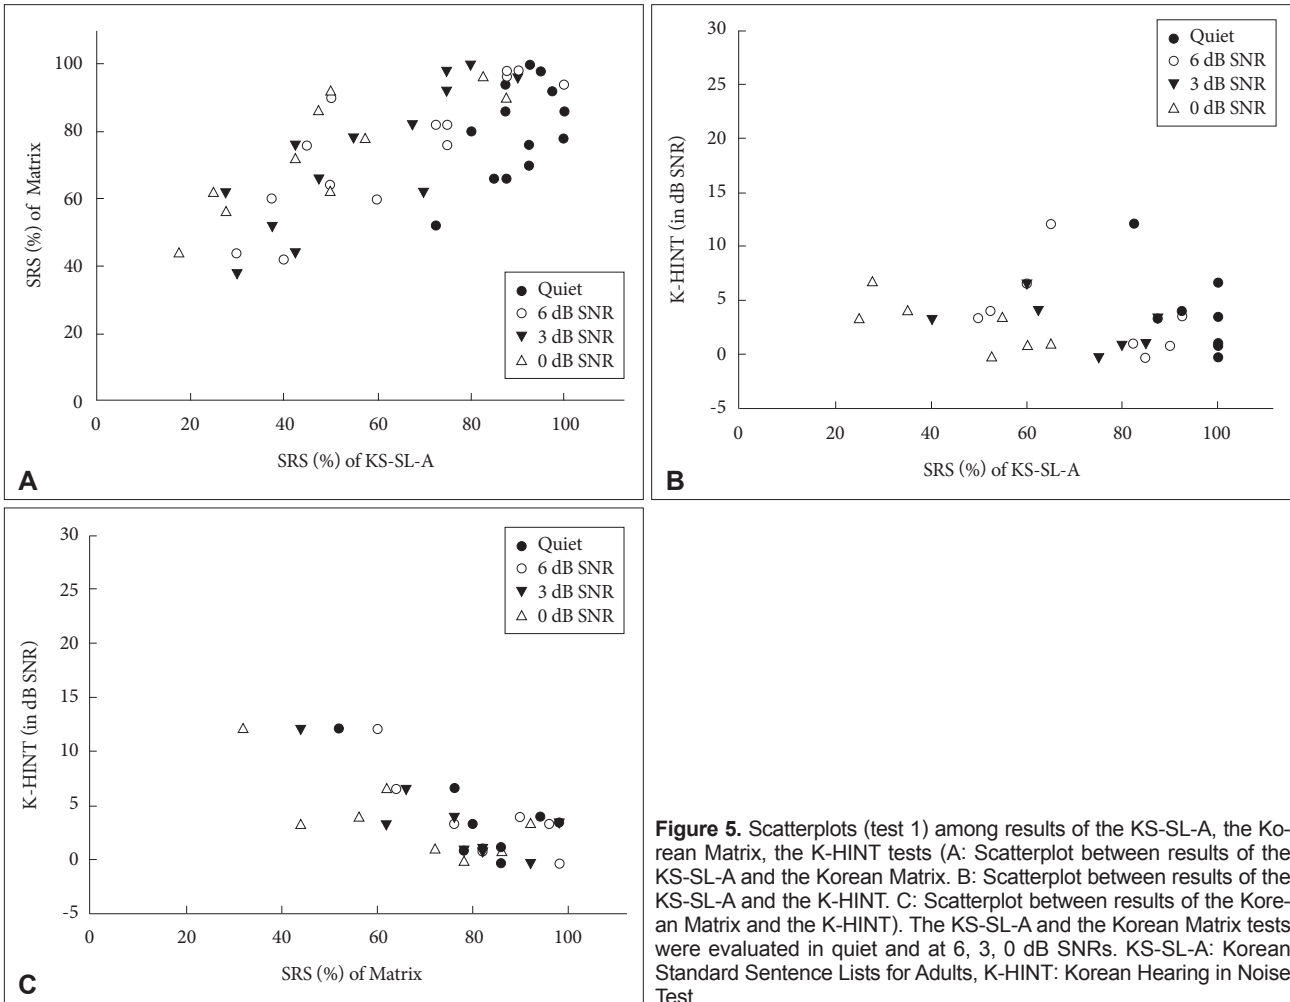 100
80
60
40
20
0
SRS (%) of Matrix
Quiet
6 dB SNR
3 dB SNR
0 dB SNR
0 20 40 60 80 100
SRS (%) of KS-SL-A
A
30
25
20
15
10
5
0
-5
K-HINT (in dB SNR)
Quiet
6 dB SNR
3 dB SNR
0 dB SNR
0 20 40 60 80 100
SRS (%) of KS-SL-A
B
30
25
20
15
10
5
0
-5
K-HINT (in dB SNR)
Quiet
6 dB SNR
3 dB SNR
0 dB SNR
0 20 40 60 80 100
SRS (%) of Matrix
C
Figure 5. Scatterplots (test 1) among results of the KS-SL-A, the Ko-
rean Matrix, the K-HINT tests (A: Scatterplot between results of the
KS-SL-A and the Korean Matrix. B: Scatterplot between results of the
KS-SL-A and the K-HINT. C: Scatterplot between results of the Kore-
an Matrix and the K-HINT). The KS-SL-A and the Korean Matrix tests
were evaluated in quiet and at 6, 3, 0 dB SNRs. KS-SL-A: Korean
Standard Sentence Lists for Adults, K-HINT: Korean Hearing in Noise
Test